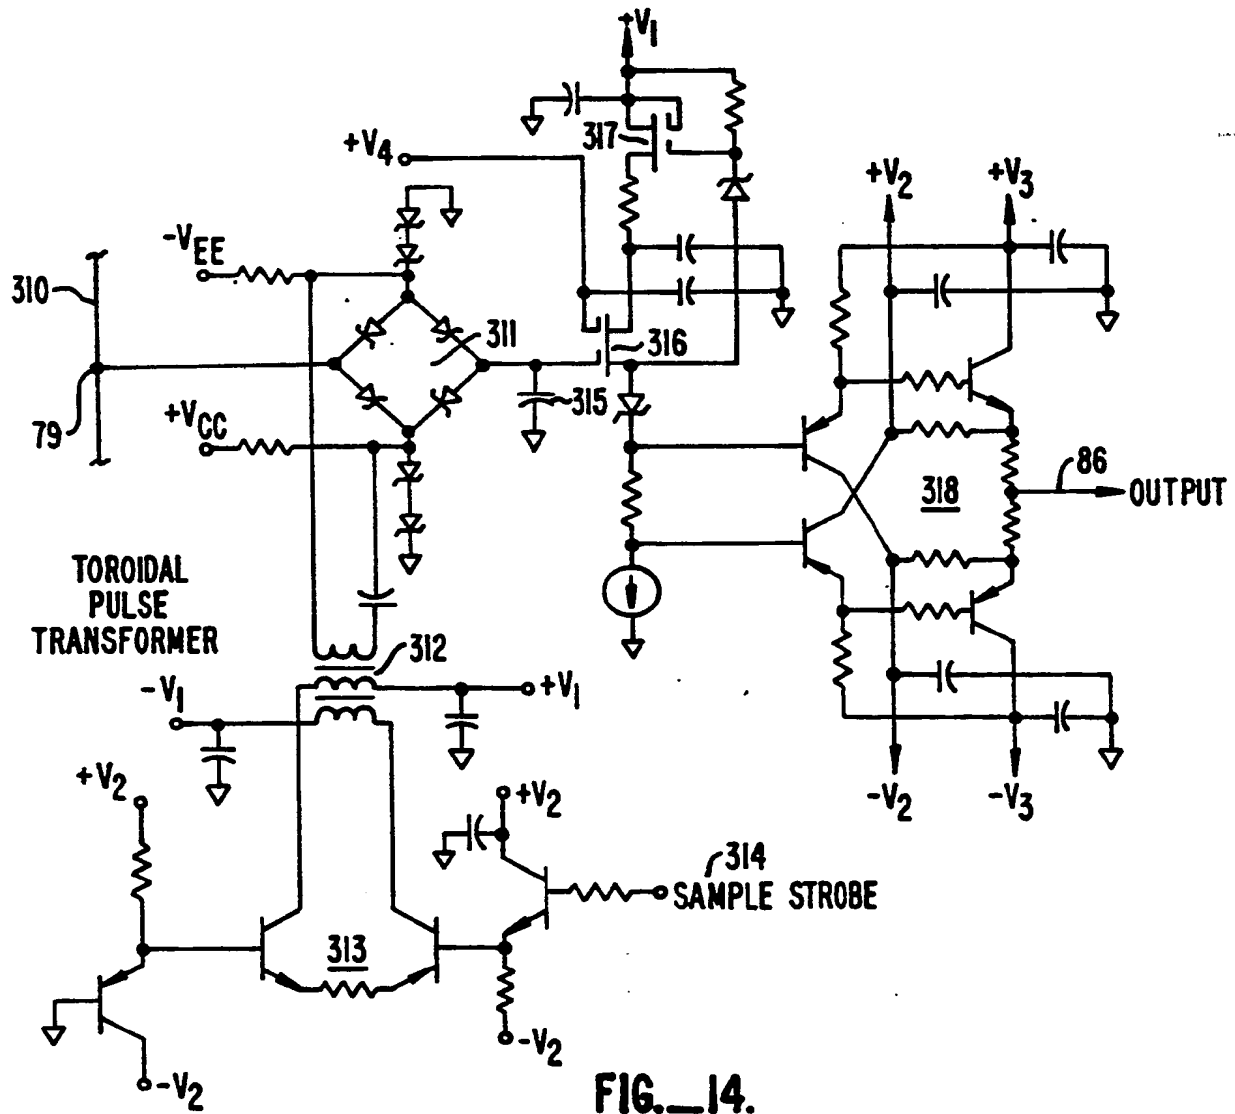 +V1
317
+V4
+V2
+V3
-VEE
310
311
316
315
+VCC
79
86
318
OUTPUT
TOROIDAL
PULSE
TRANSFORMER
312
-V1
+V1
-V2
-V3
+V2
+V2
314
SAMPLE STROBE
313
-V2
-V2
FIG._14.